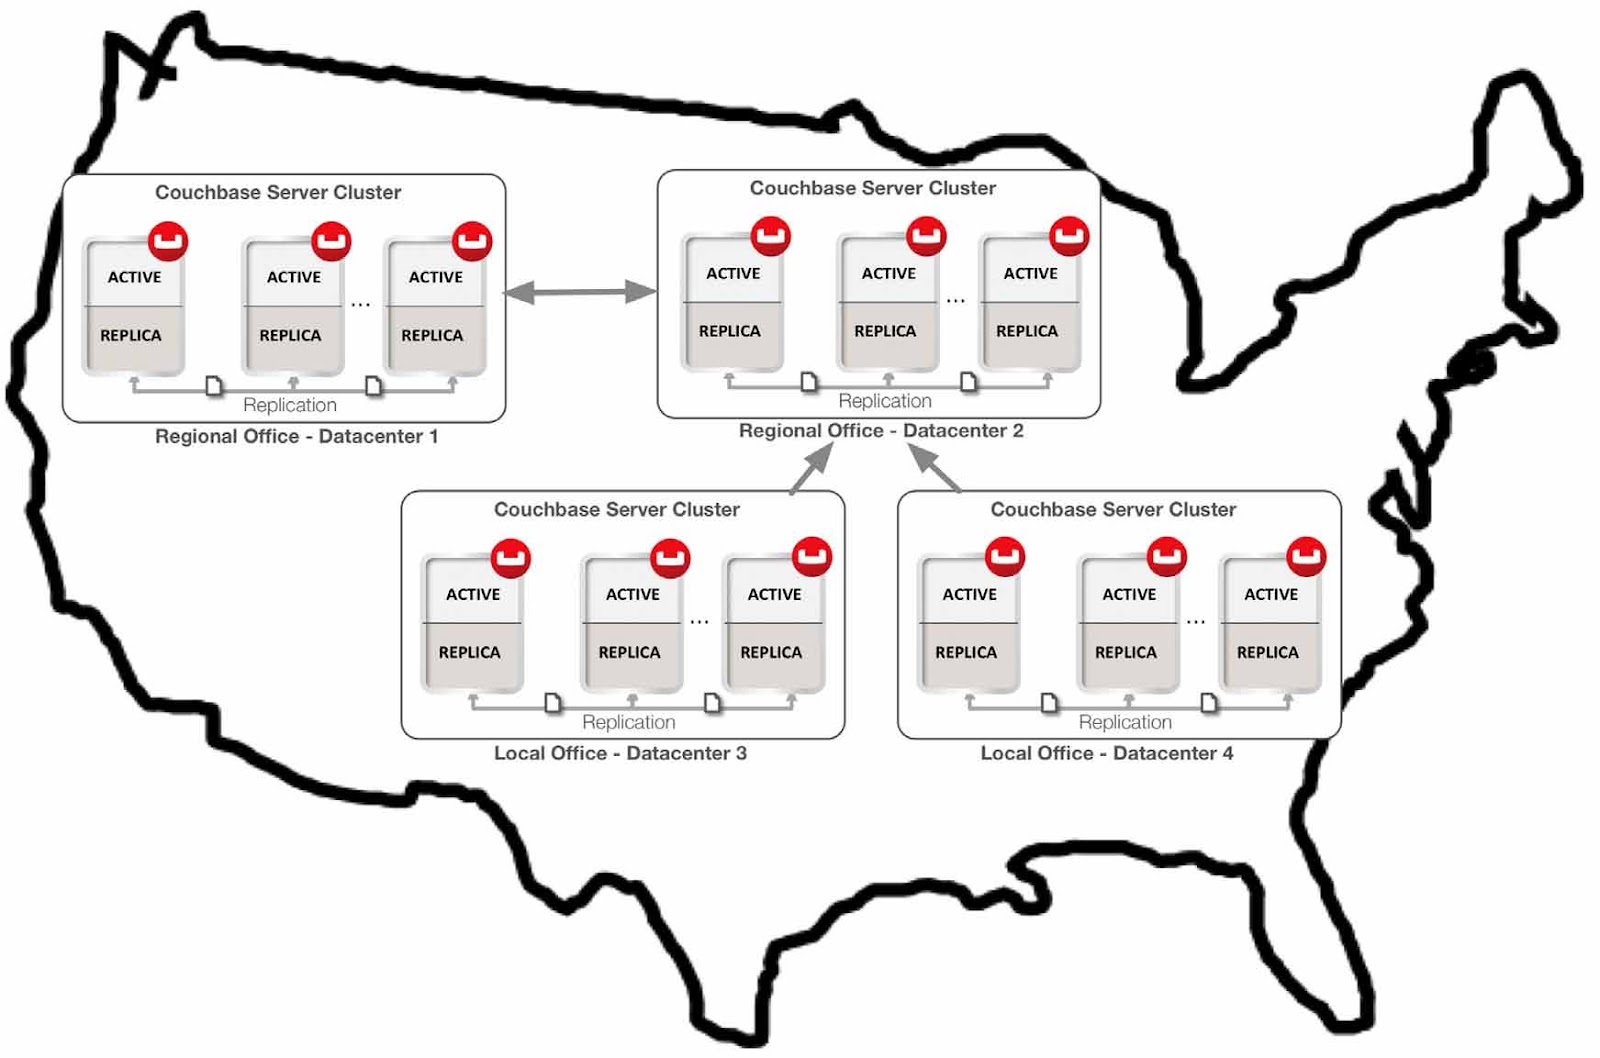 Couchbase Server Cluster
ACTIVE ACTIVE ... ACTIVE
REPLICA REPLICA REPLICA
Replication
Regional Office - Datacenter 1
Couchbase Server Cluster
ACTIVE ACTIVE ... ACTIVE
REPLICA REPLICA REPLICA
Replication
Regional Office - Datacenter 2
Couchbase Server Cluster
ACTIVE ACTIVE ... ACTIVE
REPLICA REPLICA REPLICA
Replication
Local Office - Datacenter 3
Couchbase Server Cluster
ACTIVE ACTIVE ... ACTIVE
REPLICA REPLICA REPLICA
Replication
Local Office - Datacenter 4